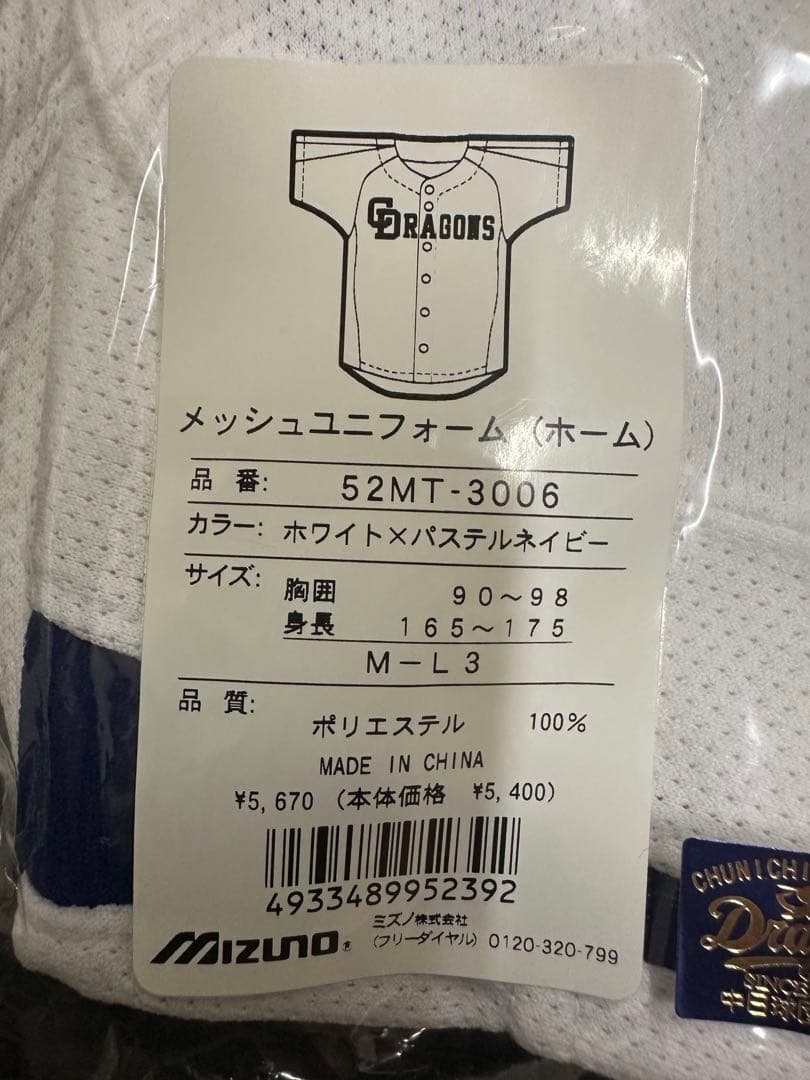 CDRAGONS
メッシュユニフォーム（ホーム）
品 番: 52MT-3006
カラー: ホワイト×パステルネイビー
サイズ: 胸囲 90～98
身長 165～175
M－L3
品 質:
ポリエステル 100%
MADE IN CHINA
¥5,670 （本体価格 ¥5,400）
4933489952392
ミズノ株式会社
MIZUNO® （フリーダイヤル） 0120-320-799
CHUNICHI
SINCE
中日